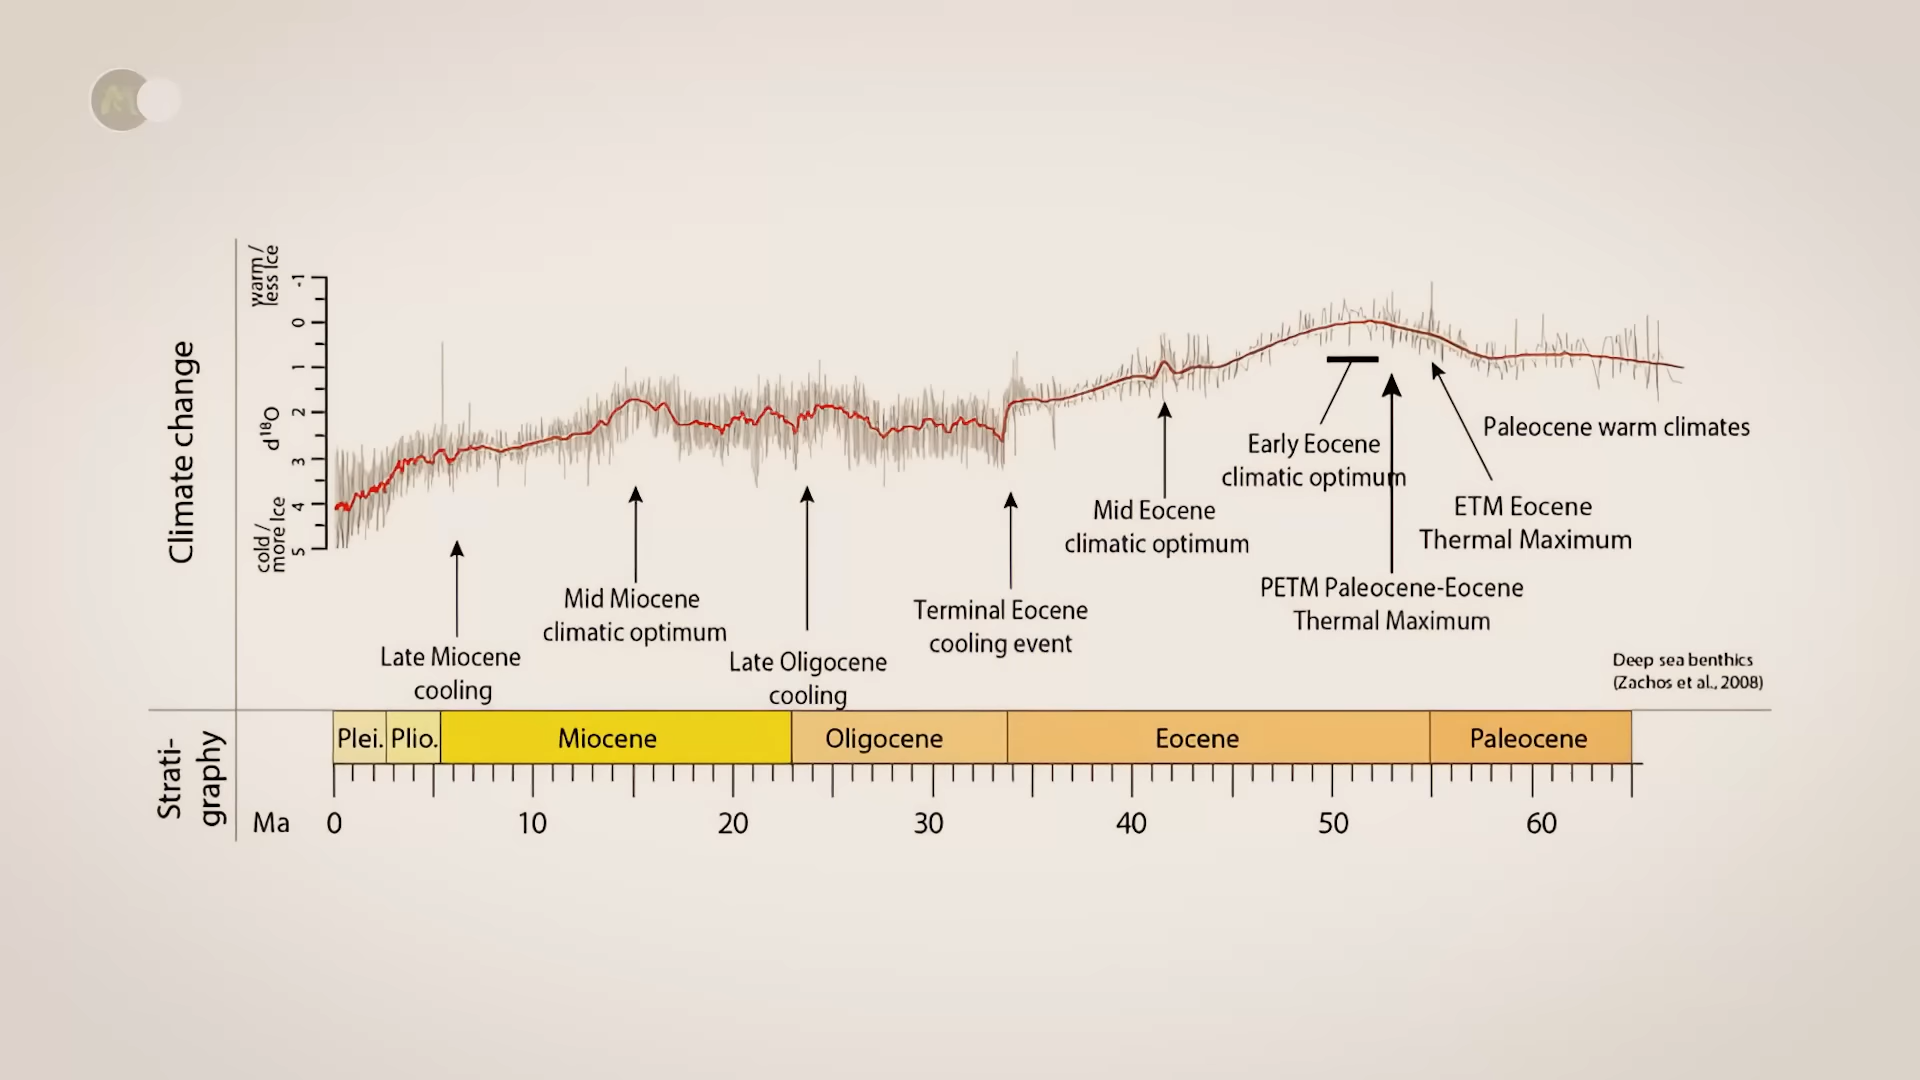 Climate change
warm /
less Ice
-1
0
1
2
3
4
5
d18O
cold /
more Ice
Paleocene warm climates
Early Eocene
climatic optimum
ETM Eocene
Thermal Maximum
Mid Eocene
climatic optimum
PETM Paleocene-Eocene
Thermal Maximum
Mid Miocene
climatic optimum
Terminal Eocene
cooling event
Late Miocene
cooling
Late Oligocene
cooling
Deep sea benthics
(Zachos et al., 2008)
Strati-
graphy
Plei. Plio. Miocene Oligocene Eocene Paleocene
Ma 0 10 20 30 40 50 60